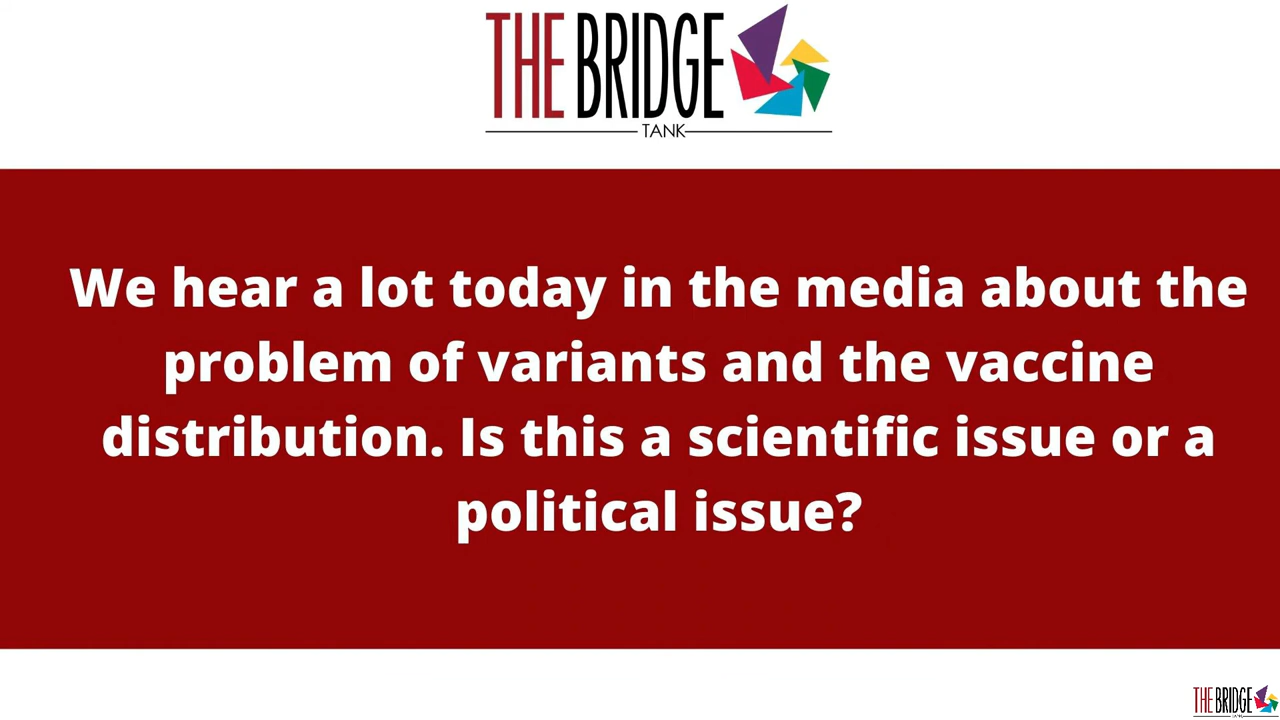 THE BRIDGE
TANK
We hear a lot today in the media about the
problem of variants and the vaccine
distribution. Is this a scientific issue or a
political issue?
THE BRIDGE
TANK